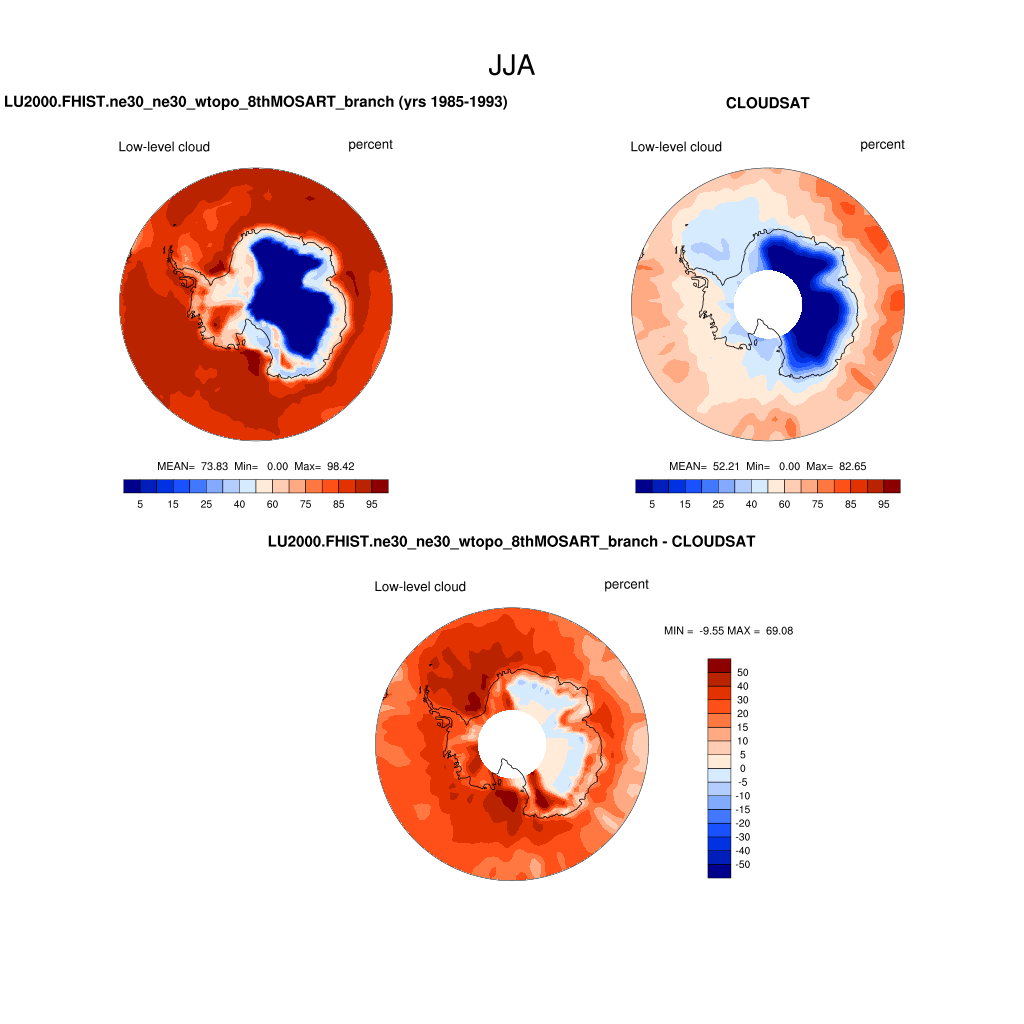 JJA
LU2000.FHIST.ne30_ne30_wtopo_8thMOSART_branch (yrs 1985-1993)
CLOUDSAT
Low-level cloud percent
Low-level cloud percent
MEAN= 73.83 Min= 0.00 Max= 98.42
MEAN= 52.21 Min= 0.00 Max= 82.65
5 15 25 40 60 75 85 95
5 15 25 40 60 75 85 95
LU2000.FHIST.ne30_ne30_wtopo_8thMOSART_branch - CLOUDSAT
Low-level cloud percent
MIN = -9.55 MAX = 69.08
50
40
30
20
15
10
5
0
-5
-10
-15
-20
-30
-40
-50